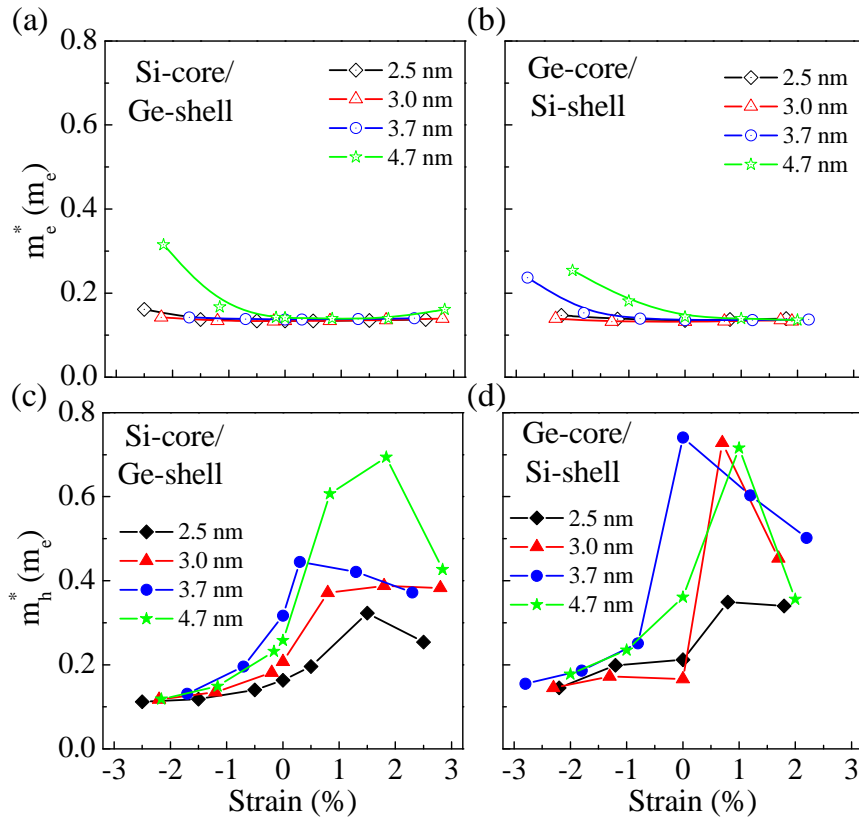 (a)
(b)
0.8
Si-core/
Ge-shell
2.5 nm
3.0 nm
3.7 nm
4.7 nm
Ge-core/
Si-shell
2.5 nm
3.0 nm
3.7 nm
4.7 nm
0.6
0.4
0.2
0.0
m*e (me)
(c)
(d)
0.8
Si-core/
Ge-shell
2.5 nm
3.0 nm
3.7 nm
4.7 nm
Ge-core/
Si-shell
2.5 nm
3.0 nm
3.7 nm
4.7 nm
0.6
0.4
0.2
0.0
m*h (me)
-3 -2 -1 0 1 2 3
-3 -2 -1 0 1 2
Strain (%)
Strain (%)